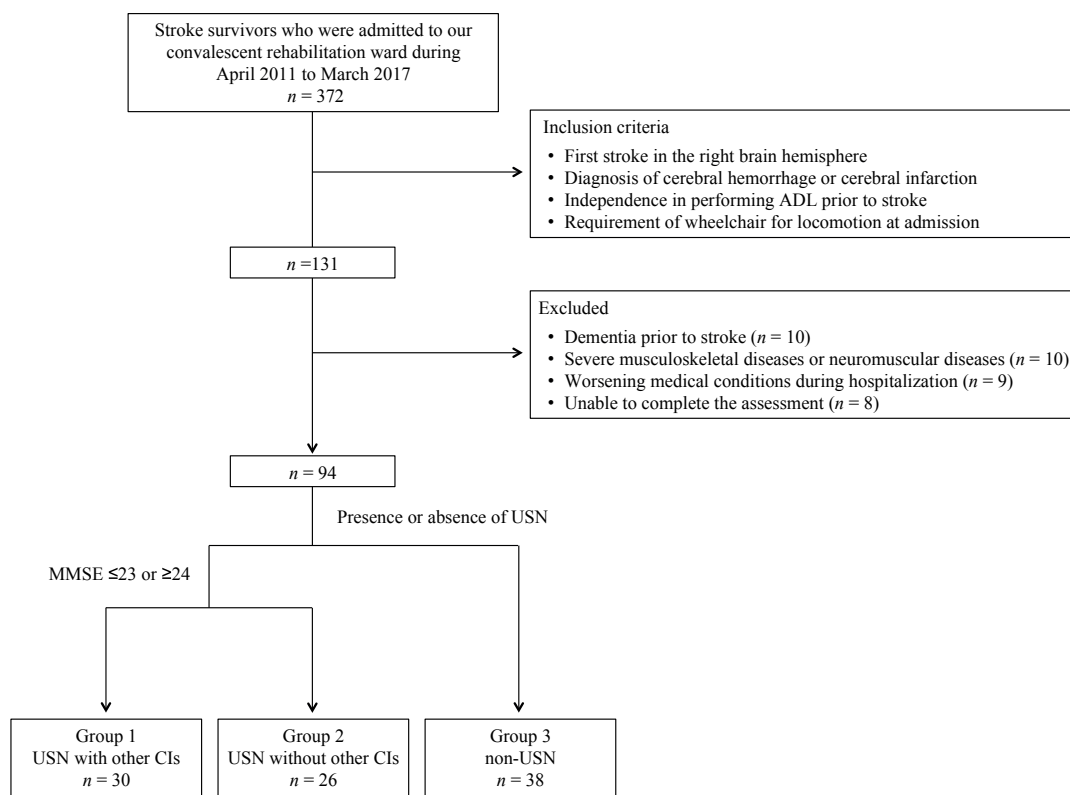 Stroke survivors who were admitted to our
convalescent rehabilitation ward during
April 2011 to March 2017
n = 372
Inclusion criteria
• First stroke in the right brain hemisphere
• Diagnosis of cerebral hemorrhage or cerebral infarction
• Independence in performing ADL prior to stroke
• Requirement of wheelchair for locomotion at admission
n =131
Excluded
• Dementia prior to stroke (n = 10)
• Severe musculoskeletal diseases or neuromuscular diseases (n = 10)
• Worsening medical conditions during hospitalization (n = 9)
• Unable to complete the assessment (n = 8)
n = 94
Presence or absence of USN
MMSE ≤23 or ≥24
Group 1
USN with other CIs
n = 30
Group 2
USN without other CIs
n = 26
Group 3
non-USN
n = 38